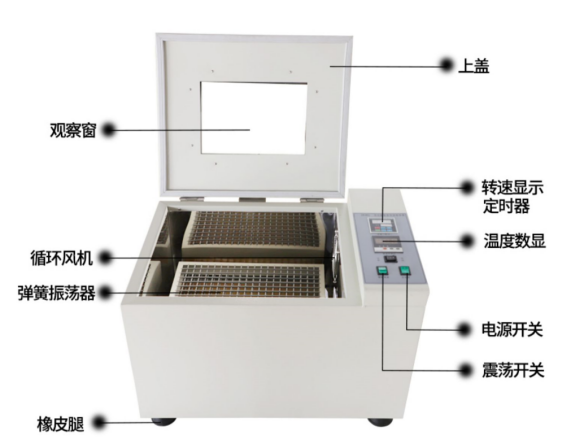 上盖
观察窗
转速显示
定时器
温度数显
循环风机
弹簧振荡器
电源开关
震荡开关
橡皮腿